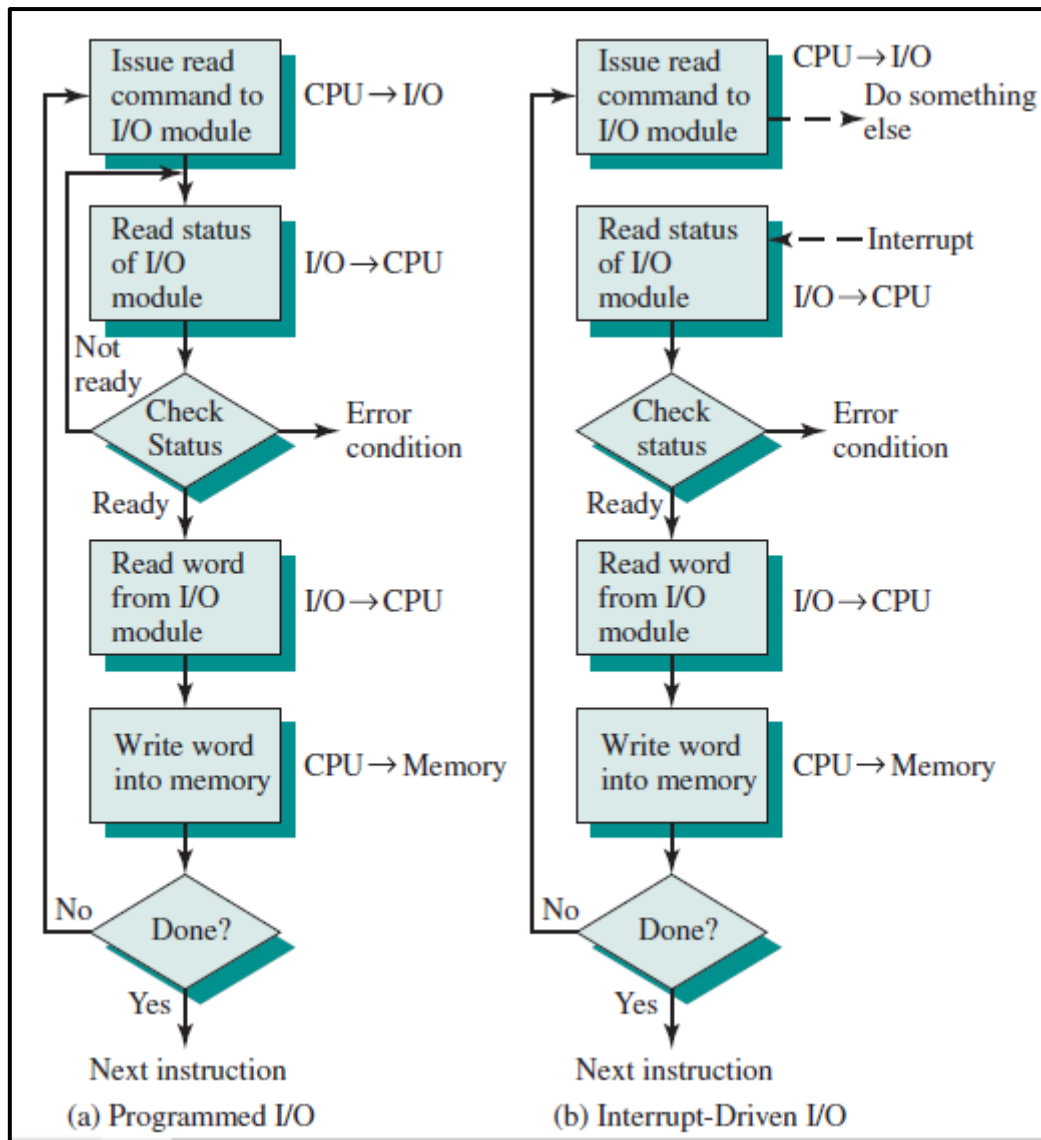 Issue read
command to
I/O module
CPU → I/O
Read status
of I/O
module
I/O → CPU
Not
ready
Check
Status
Error
condition
Ready
Read word
from I/O
module
I/O → CPU
Write word
into memory
CPU → Memory
No
Done?
Yes
Next instruction
(a) Programmed I/O
Issue read
command to
I/O module
CPU → I/O
Do something
else
Read status
of I/O
module
Interrupt
I/O → CPU
Check
status
Error
condition
Ready
Read word
from I/O
module
I/O → CPU
Write word
into memory
CPU → Memory
No
Done?
Yes
Next instruction
(b) Interrupt-Driven I/O